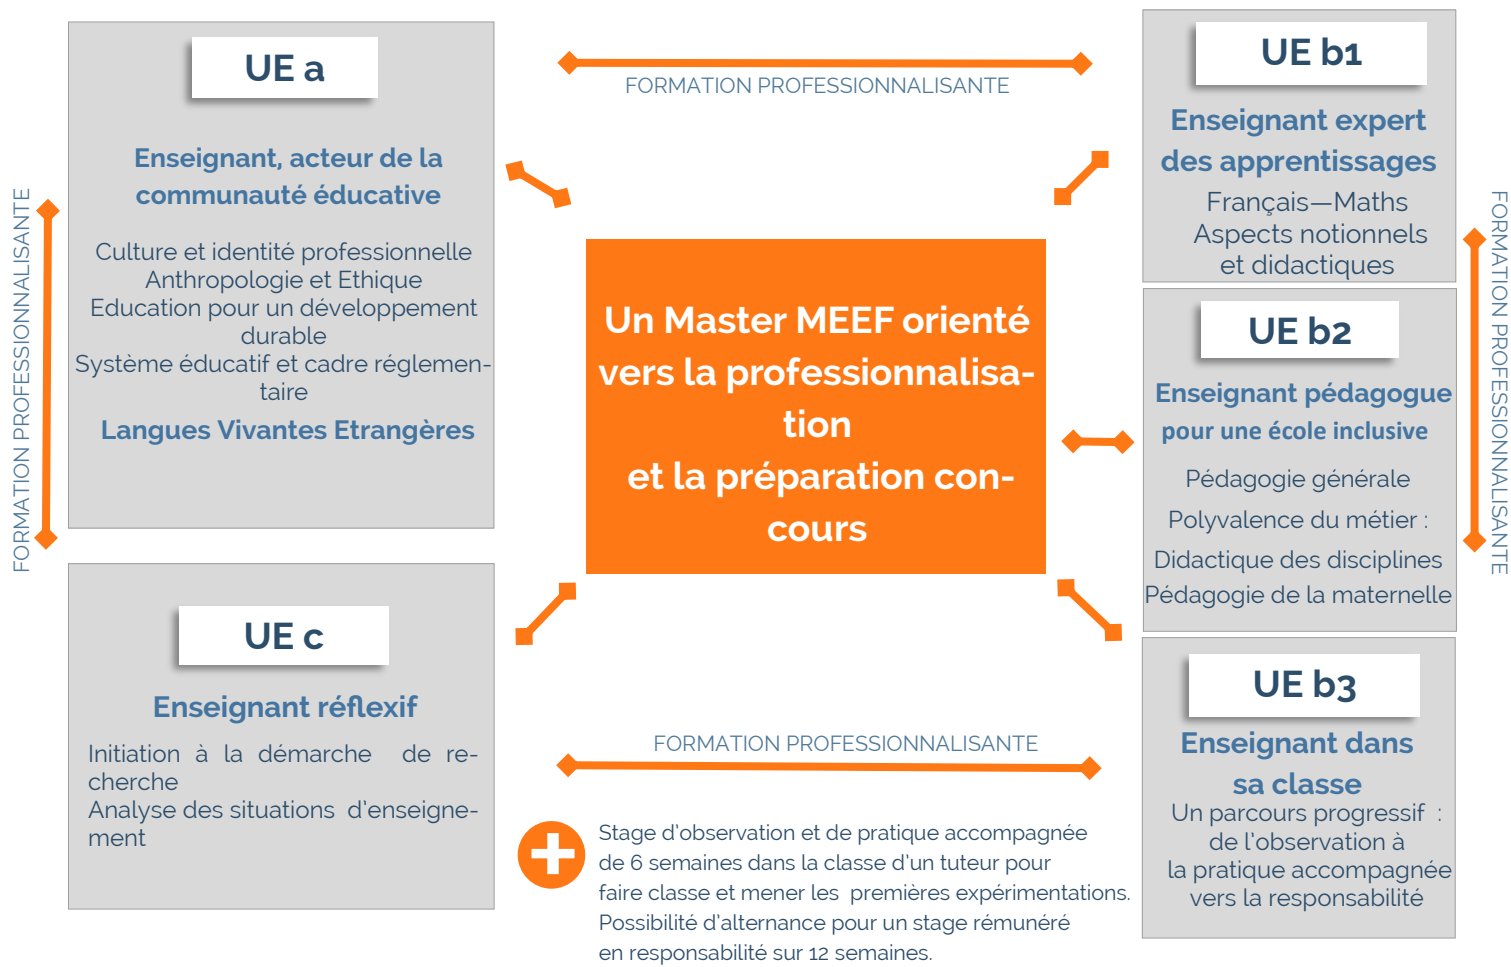 UE a
Enseignant, acteur de la
communauté éducative
Culture et identité professionnelle
Anthropologie et Ethique
Education pour un développement
durable
Système éducatif et cadre réglemen-
taire
Langues Vivantes Etrangères
FORMATION PROFESSIONNALISANTE
FORMATION PROFESSIONNALISANTE
UE b1
Enseignant expert
des apprentissages
Français—Maths
Aspects notionnels
et didactiques
FORMATION PROFESSIONNALISANTE
Un Master MEEF orienté
vers la professionnalisa-
tion
et la préparation con-
cours
UE b2
Enseignant pédagogue
pour une école inclusive
Pédagogie générale
Polyvalence du métier :
Didactique des disciplines
Pédagogie de la maternelle
UE c
Enseignant réflexif
Initiation à la démarche de re-
cherche
Analyse des situations d'enseigne-
ment
FORMATION PROFESSIONNALISANTE
Stage d'observation et de pratique accompagnée
de 6 semaines dans la classe d'un tuteur pour
faire classe et mener les premières expérimentations.
Possibilité d'alternance pour un stage rémunéré
en responsabilité sur 12 semaines.
UE b3
Enseignant dans
sa classe
Un parcours progressif :
de l'observation à
la pratique accompagnée
vers la responsabilité